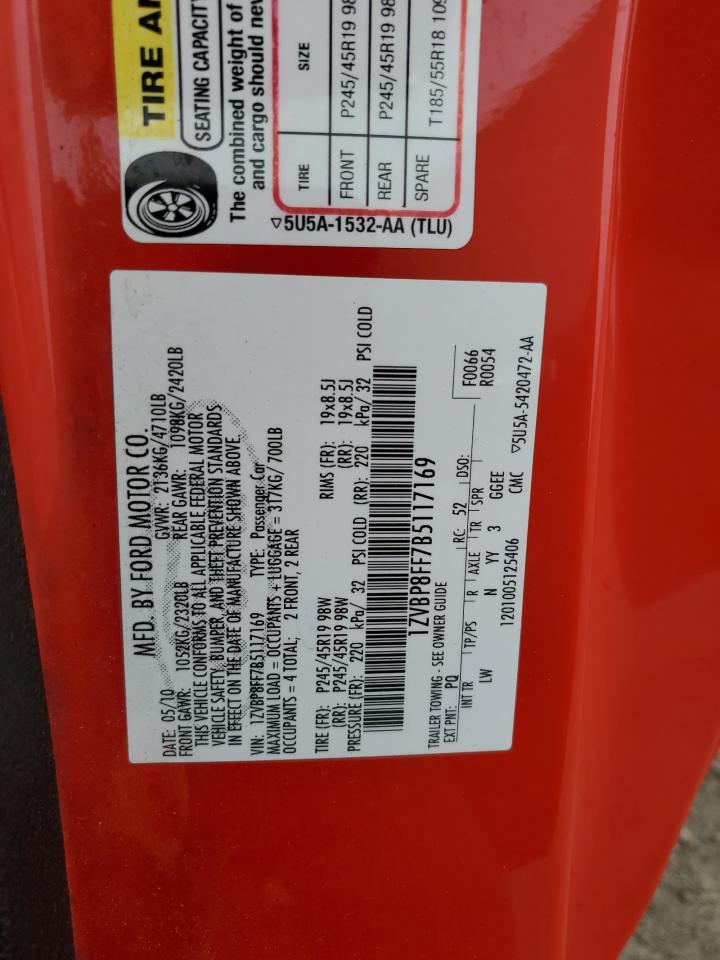 TIRE AN
SEATING CAPACITY
The combined weight of
and cargo should nev
TIRE SIZE
FRONT P245/45R19 98
REAR P245/45R19 98
SPARE T185/55R18 109
▽5U5A-1532-AA (TLU)
MFD. BY FORD MOTOR CO.
DATE: 05/10 GVWR: 2136KG/4710LB
FRONT GAWR: 1052KG/2320LB REAR GAWR: 1098KG/2420LB
THIS VEHICLE CONFORMS TO ALL APPLICABLE FEDERAL MOTOR
VEHICLE SAFETY, BUMPER, AND THEFT PREVENTION STANDARDS
IN EFFECT ON THE DATE OF MANUFACTURE SHOWN ABOVE.
VIN: 1ZVBP8FF7B5117169 TYPE: Passenger Car
MAXIMUM LOAD = OCCUPANTS + LUGGAGE = 317KG/700LB
OCCUPANTS = 4 TOTAL: 2 FRONT, 2 REAR
TIRE (FR): P245/45R19 98W RIMS (FR): 19x8.5J
(RR): P245/45R19 98W (RR): 19x8.5J
PRESSURE (FR): 220 kPa/ 32 PSI COLD (RR): 220 kPa/ 32 PSI COLD
1ZVBP8FF7B5117169
TRAILER TOWING - SEE OWNER GUIDE
EXT PNT: PQ RC: 52 DSO: F0066
R0054
INT TR TP/PS R AXLE TR SPR
LW N YY 3 GGEE
1201005125406 CMC ▽5U5A-5420472-AA